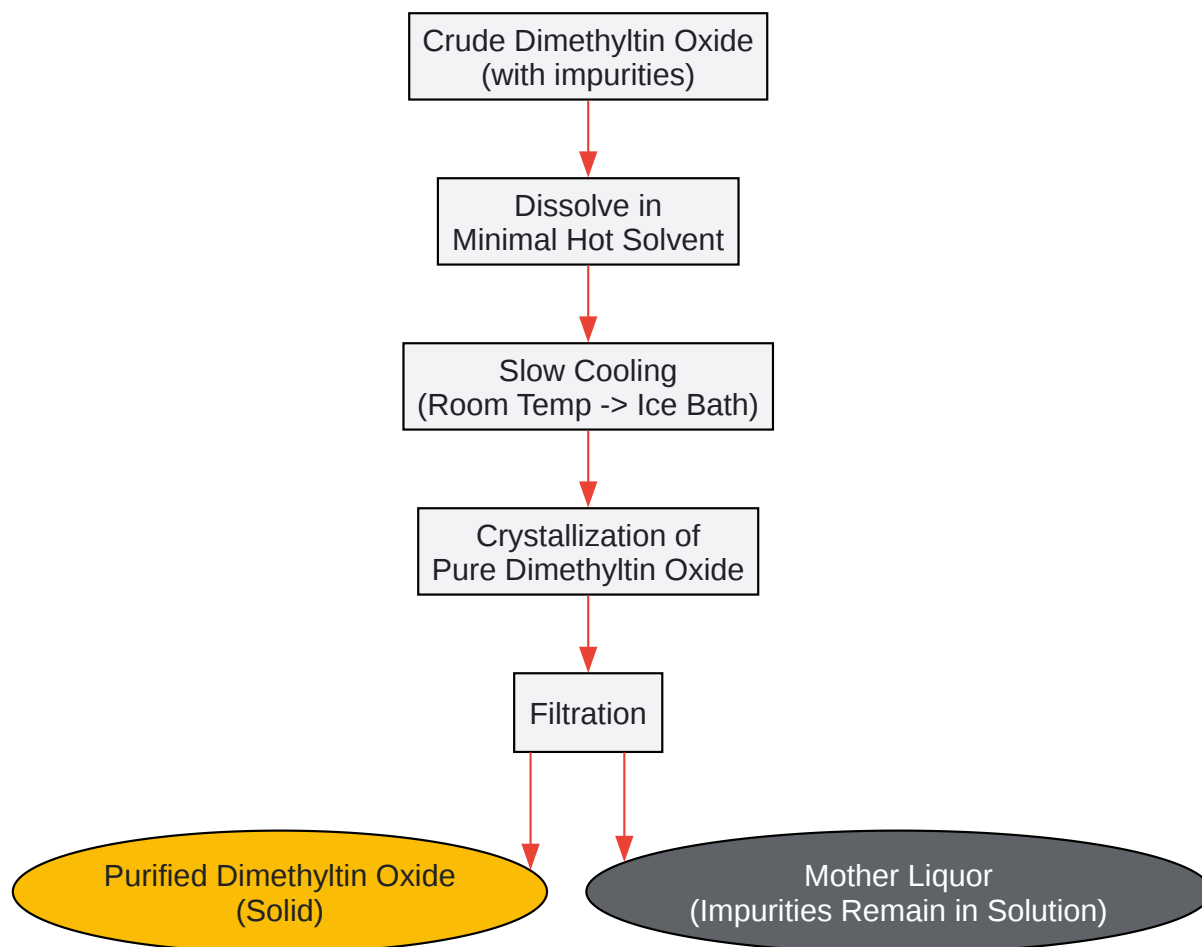 Crude Dimethyltin Oxide
(with impurities)
Dissolve in
Minimal Hot Solvent
Slow Cooling
(Room Temp -> Ice Bath)
Crystallization of
Pure Dimethyltin Oxide
Filtration
Purified Dimethyltin Oxide
(Solid)
Mother Liquor
(Impurities Remain in Solution)